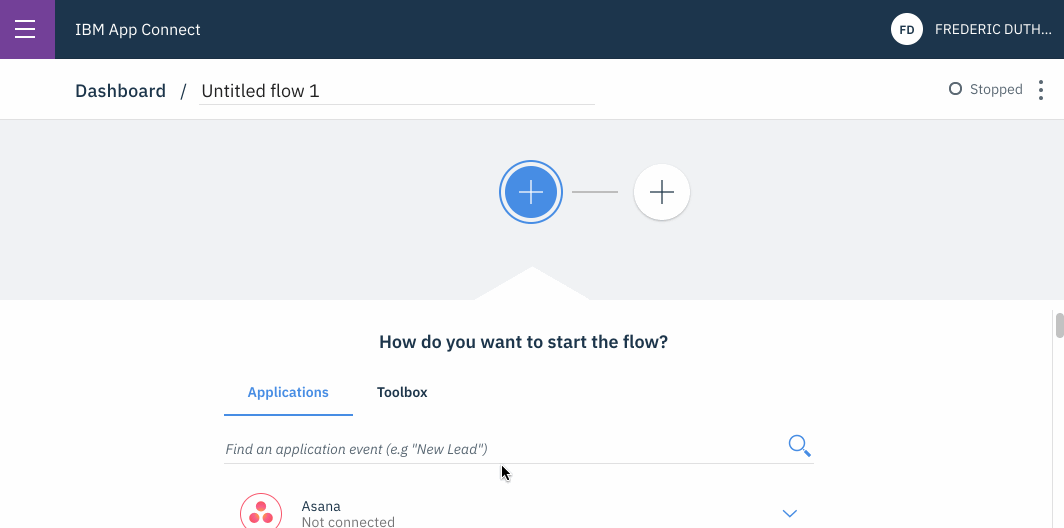 IBM App Connect
FD FREDERIC DUTH...
Dashboard / Untitled flow 1
Stopped
How do you want to start the flow?
Applications Toolbox
Find an application event (e.g "New Lead")
Asana
Not connected